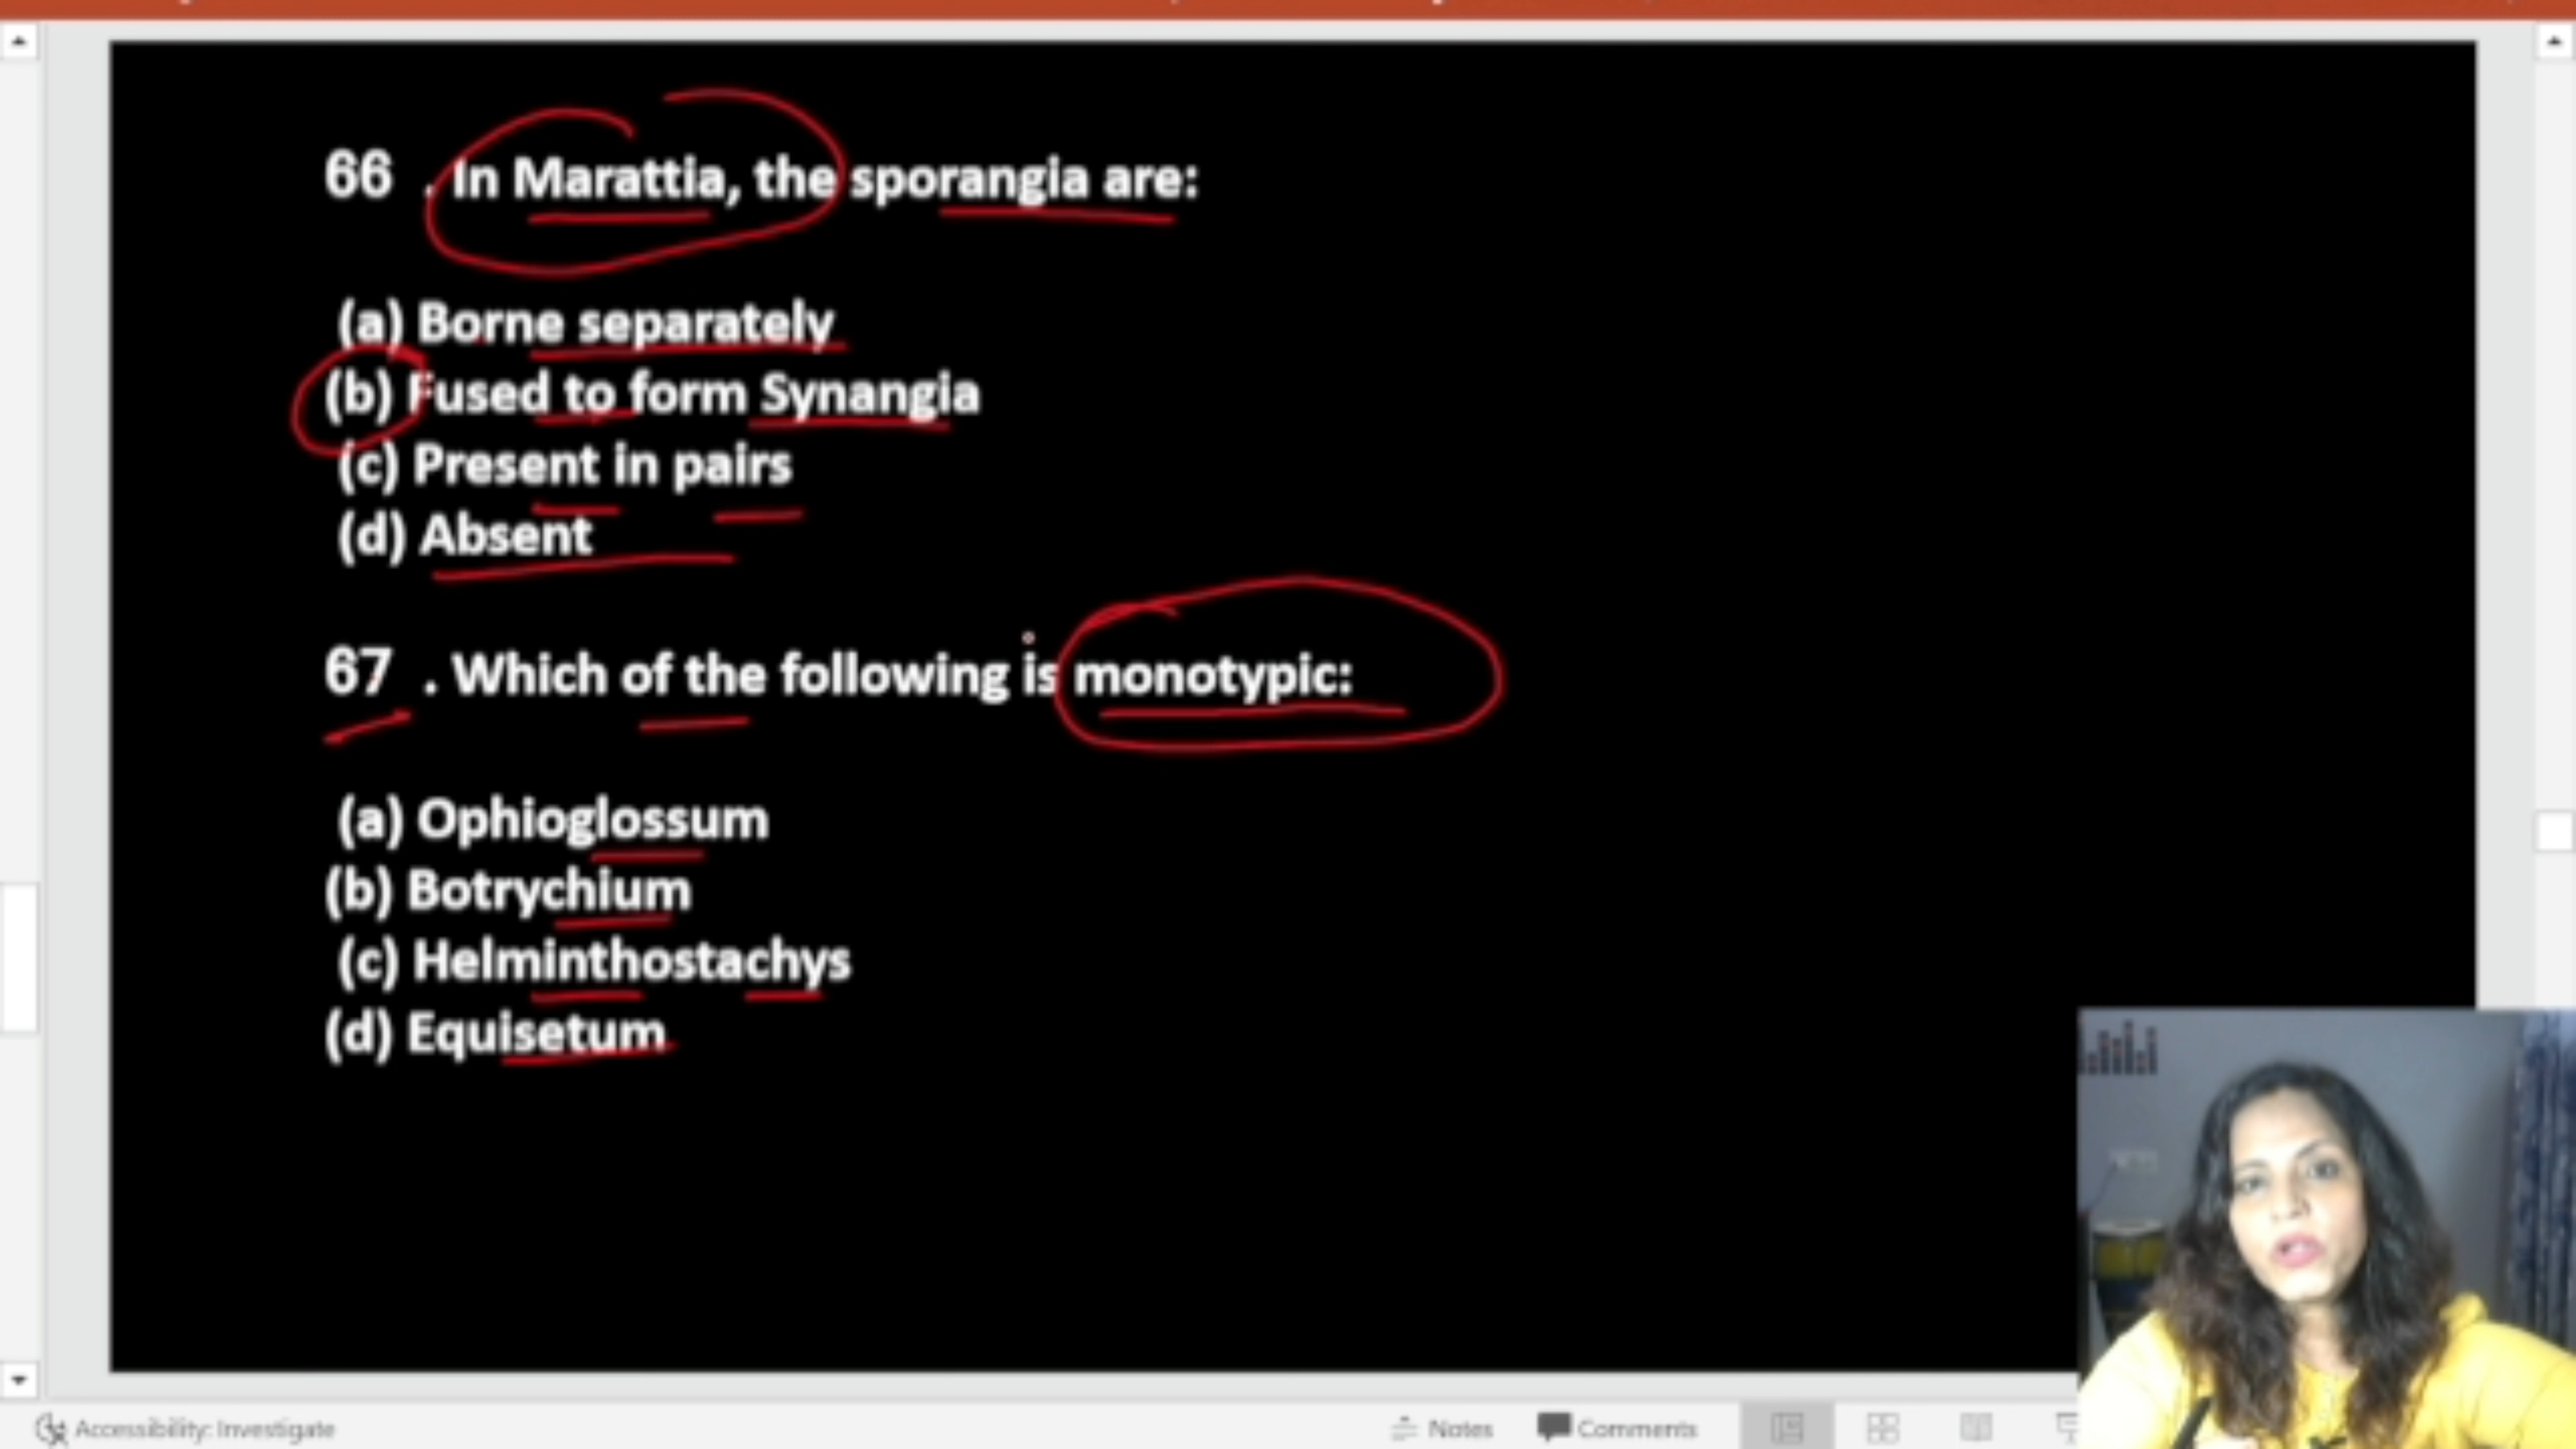 66 . In Marattia, the sporangia are:
(a) Borne separately
(b) Fused to form Synangia
(c) Present in pairs
(d) Absent
67 . Which of the following is monotypic:
(a) Ophioglossum
(b) Botrychium
(c) Helminthostachys
(d) Equisetum
Accessibility: Investigate
Notes
Comments